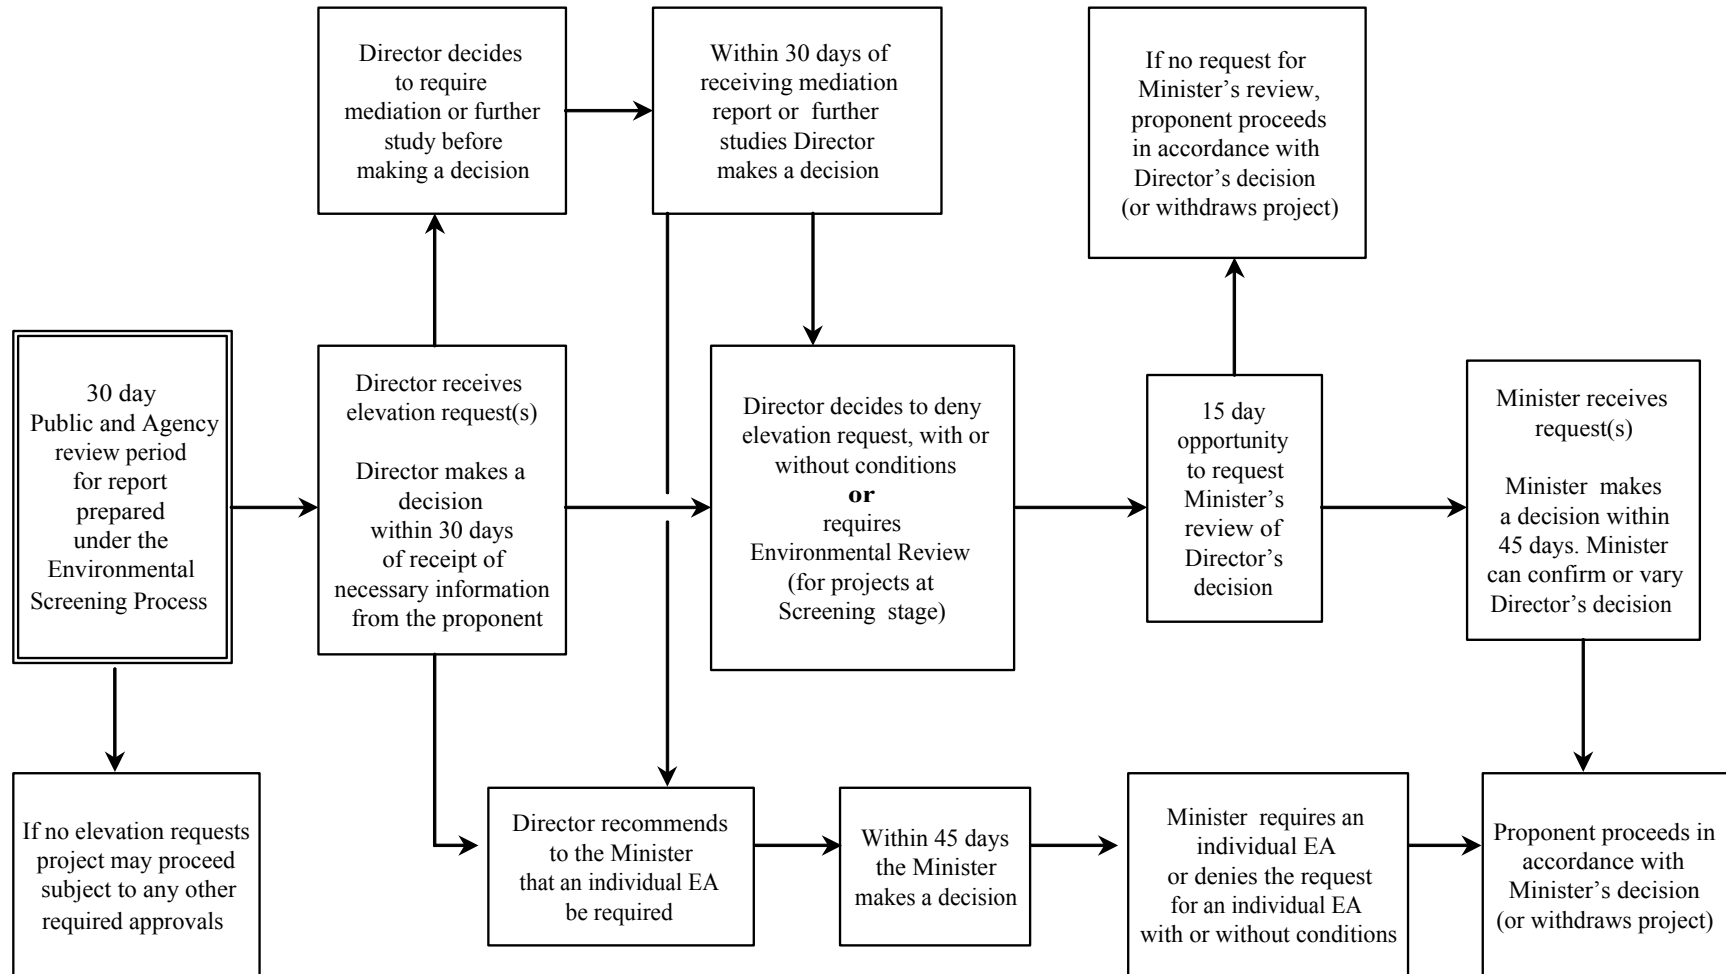 Director decides
to require
mediation or further
study before
making a decision
Within 30 days of
receiving mediation
report or further
studies Director
makes a decision
If no request for
Minister's review,
proponent proceeds
in accordance with
Director's decision
(or withdraws project)
30 day
Public and Agency
review period
for report
prepared
under the
Environmental
Screening Process
Director receives
elevation request(s)
Director makes a
decision
within 30 days
of receipt of
necessary information
from the proponent
Director decides to deny
elevation request, with or
without conditions
or
requires
Environmental Review
(for projects at
Screening stage)
15 day
opportunity
to request
Minister's
review of
Director's
decision
Minister receives
request(s)
Minister makes
a decision within
45 days. Minister
can confirm or vary
Director's decision
If no elevation requests
project may proceed
subject to any other
required approvals
Director recommends
to the Minister
that an individual EA
be required
Within 45 days
the Minister
makes a decision
Minister requires an
individual EA
or denies the request
for an individual EA
with or without conditions
Proponent proceeds in
accordance with
Minister's decision
(or withdraws project)